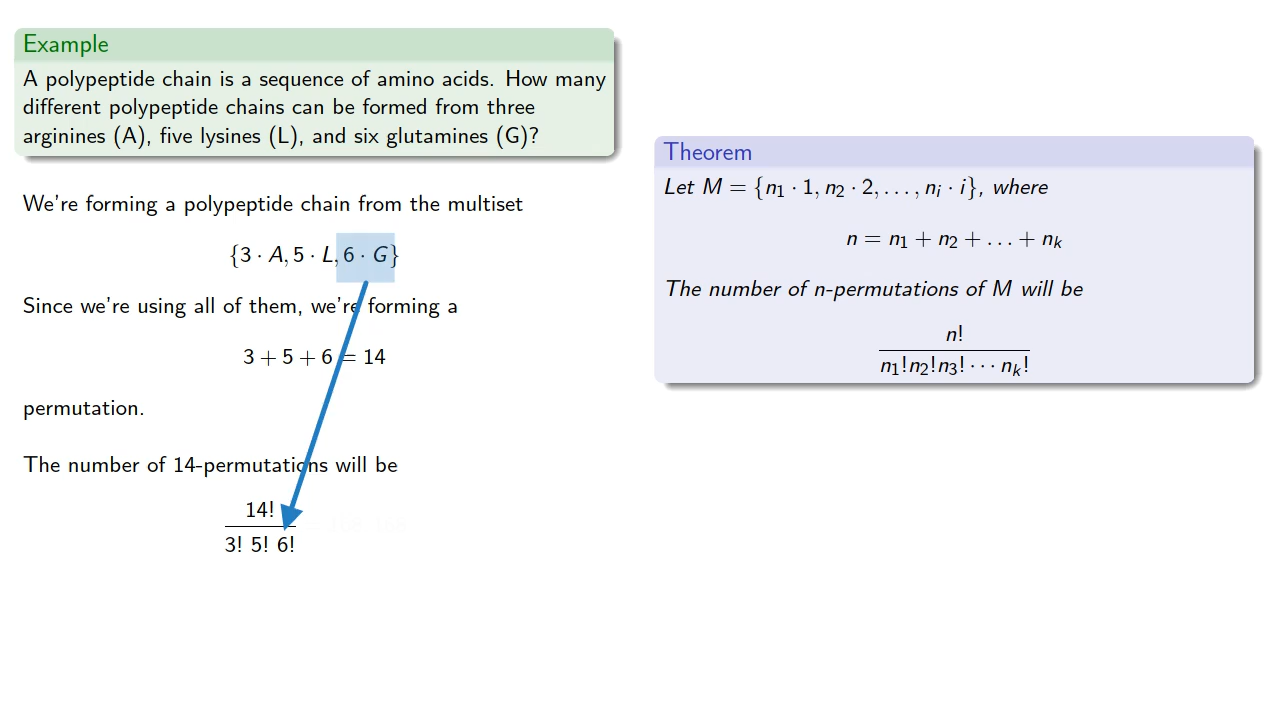 Example
A polypeptide chain is a sequence of amino acids. How many
different polypeptide chains can be formed from three
arginines (A), five lysines (L), and six glutamines (G)?
We're forming a polypeptide chain from the multiset
{3 · A, 5 · L, 6 · G}
Since we're using all of them, we're forming a
3 + 5 + 6 = 14
permutation.
The number of 14-permutations will be
14!
3! 5! 6!
Theorem
Let M = {n₁ · 1, n₂ · 2, . . . , nᵢ · i}, where
n = n₁ + n₂ + . . . + nₖ
The number of n-permutations of M will be
n!
n₁!n₂!n₃! · · · nₖ!